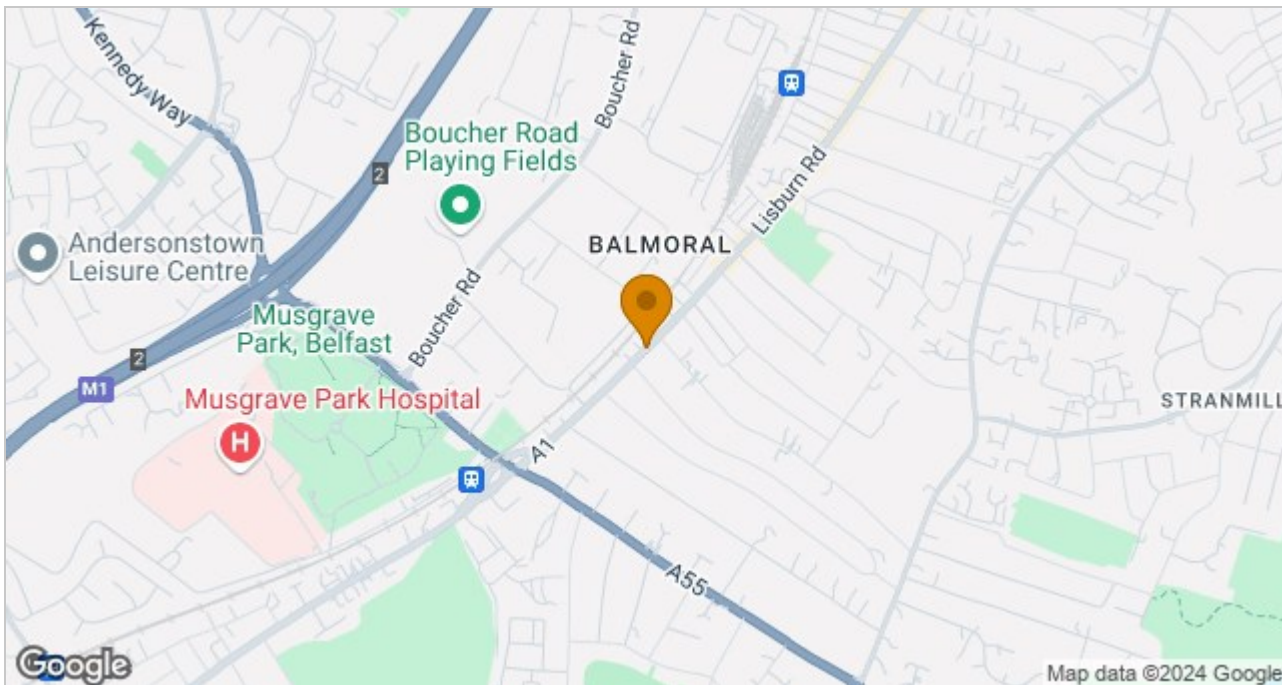 Kennedy Way
Boucher Rd
2
Boucher Road
Playing Fields
Lisburn Rd
BALMORAL
Andersonstown
Leisure Centre
Boucher Rd
Musgrave
Park, Belfast
2
M1
Musgrave Park Hospital
H
STRANMILL
A1
A55
Google
Map data ©2024 Google